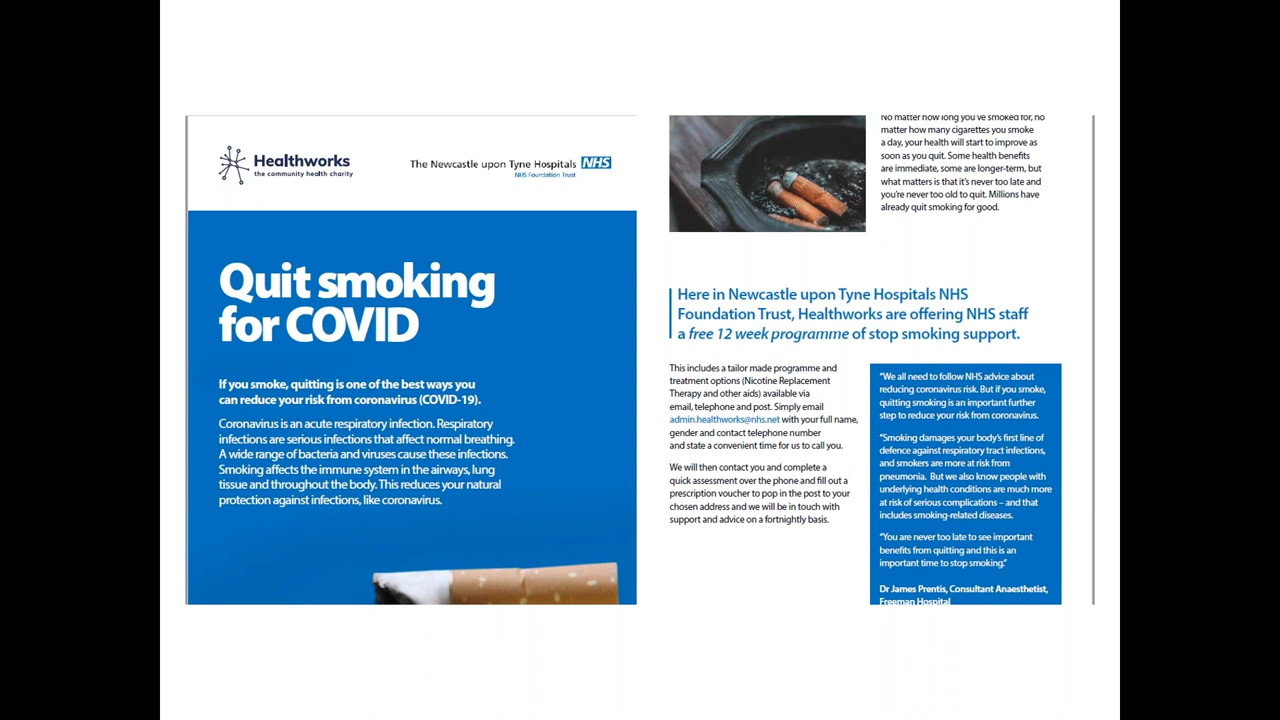 Healthworks
the community health charity
The Newcastle upon Tyne Hospitals NHS
NHS Foundation Trust
Quit smoking
for COVID
If you smoke, quitting is one of the best ways you
can reduce your risk from coronavirus (COVID-19).
Coronavirus is an acute respiratory infection. Respiratory
infections are serious infections that affect normal breathing.
A wide range of bacteria and viruses cause these infections.
Smoking affects the immune system in the airways, lung
tissue and throughout the body. This reduces your natural
protection against infections, like coronavirus.
No matter how long you've smoked for, no
matter how many cigarettes you smoke
a day, your health will start to improve as
soon as you quit. Some health benefits
are immediate, some are longer-term, but
what matters is that it's never too late and
you're never too old to quit. Millions have
already quit smoking for good.
Here in Newcastle upon Tyne Hospitals NHS
Foundation Trust, Healthworks are offering NHS staff
a free 12 week programme of stop smoking support.
This includes a tailor made programme and
treatment options (Nicotine Replacement
Therapy and other aids) available via
email, telephone and post. Simply email
admin.healthworks@nhs.net with your full name,
gender and contact telephone number
and state a convenient time for us to call you.
We will then contact you and complete a
quick assessment over the phone and fill out a
prescription voucher to pop in the post to your
chosen address and we will be in touch with
support and advice on a fortnightly basis.
"We all need to follow NHS advice about
reducing coronavirus risk. But if you smoke,
quitting smoking is an important further
step to reduce your risk from coronavirus.
"Smoking damages your body's first line of
defence against respiratory tract infections,
and smokers are more at risk from
pneumonia. But we also know people with
underlying health conditions are much more
at risk of serious complications – and that
includes smoking-related diseases.
"You are never too late to see important
benefits from quitting and this is an
important time to stop smoking."
Dr James Prentis, Consultant Anaesthetist,
Freeman Hospital